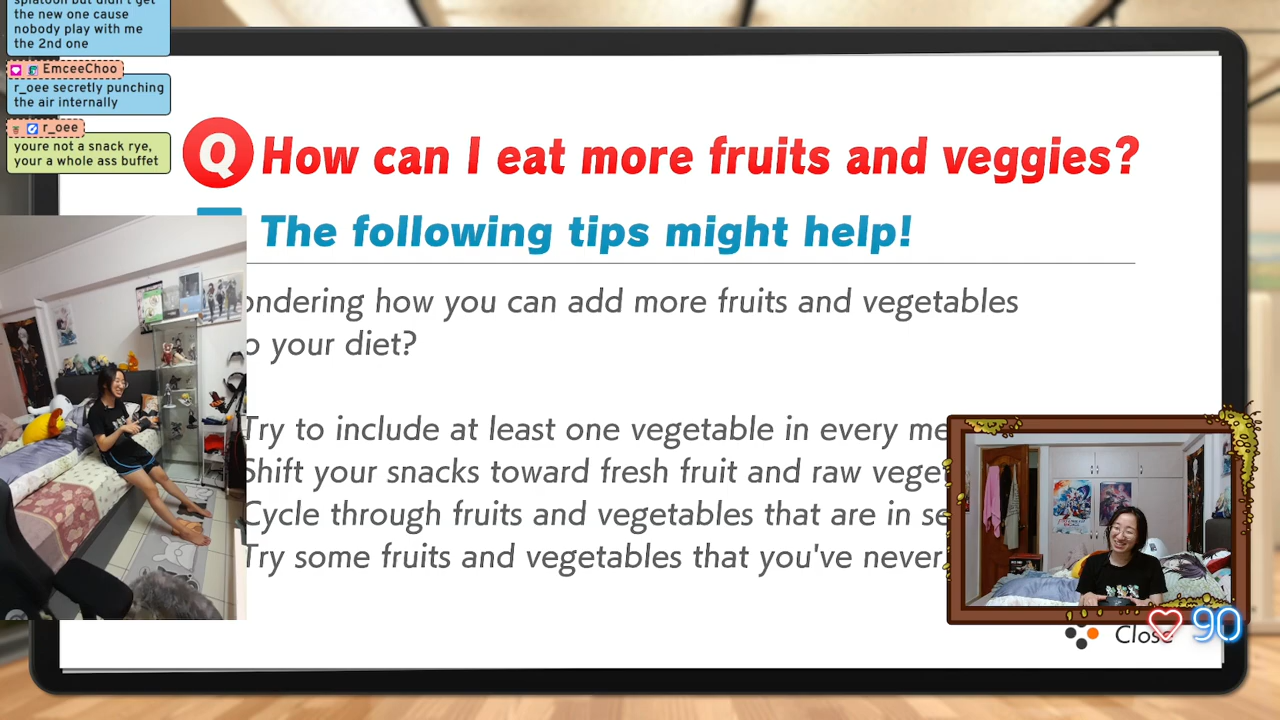 splatoon but didn't get
the new one cause
nobody play with me
the 2nd one
EmceeChoo
r_oee secretly punching
the air internally
r_oee
youre not a snack rye,
your a whole ass buffet
Q How can I eat more fruits and veggies?
The following tips might help!
ondering how you can add more fruits and vegetables
o your diet?
Try to include at least one vegetable in every me
Shift your snacks toward fresh fruit and raw veget
Cycle through fruits and vegetables that are in se
Try some fruits and vegetables that you've never
Close
90